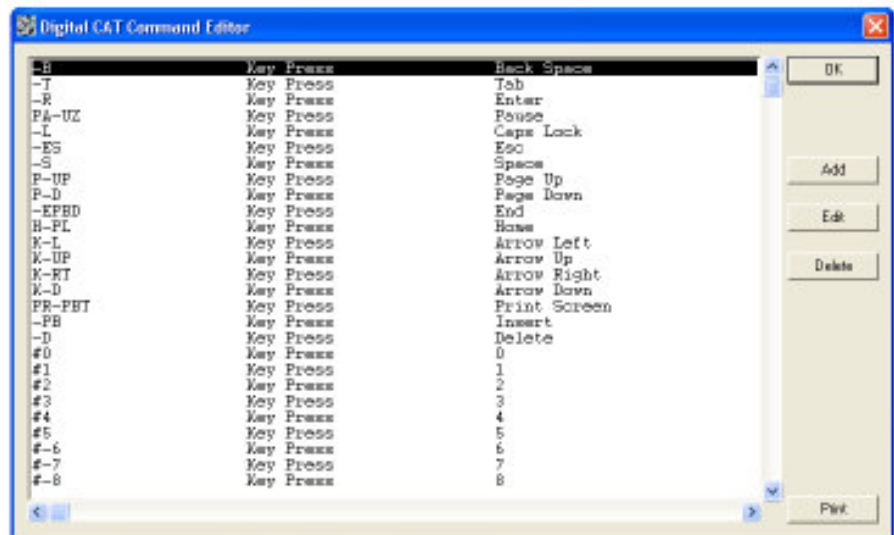 Digital CAT Command Editor
-B Key Press Back Space
-T Key Press Tab
-R Key Press Enter
PA-UZ Key Press Pause
-L Key Press Caps Lock
-ES Key Press Esc
-S Key Press Space
P-UP Key Press Page Up
P-D Key Press Page Down
-EPBD Key Press End
H-PL Key Press Home
K-L Key Press Arrow Left
K-UP Key Press Arrow Up
K-RT Key Press Arrow Right
K-D Key Press Arrow Down
PR-PBT Key Press Print Screen
-PB Key Press Insert
-D Key Press Delete
#0 Key Press 0
#1 Key Press 1
#2 Key Press 2
#3 Key Press 3
#4 Key Press 4
#5 Key Press 5
#-6 Key Press 6
#-7 Key Press 7
#-8 Key Press 8
OK
Add
Edit
Delete
Print